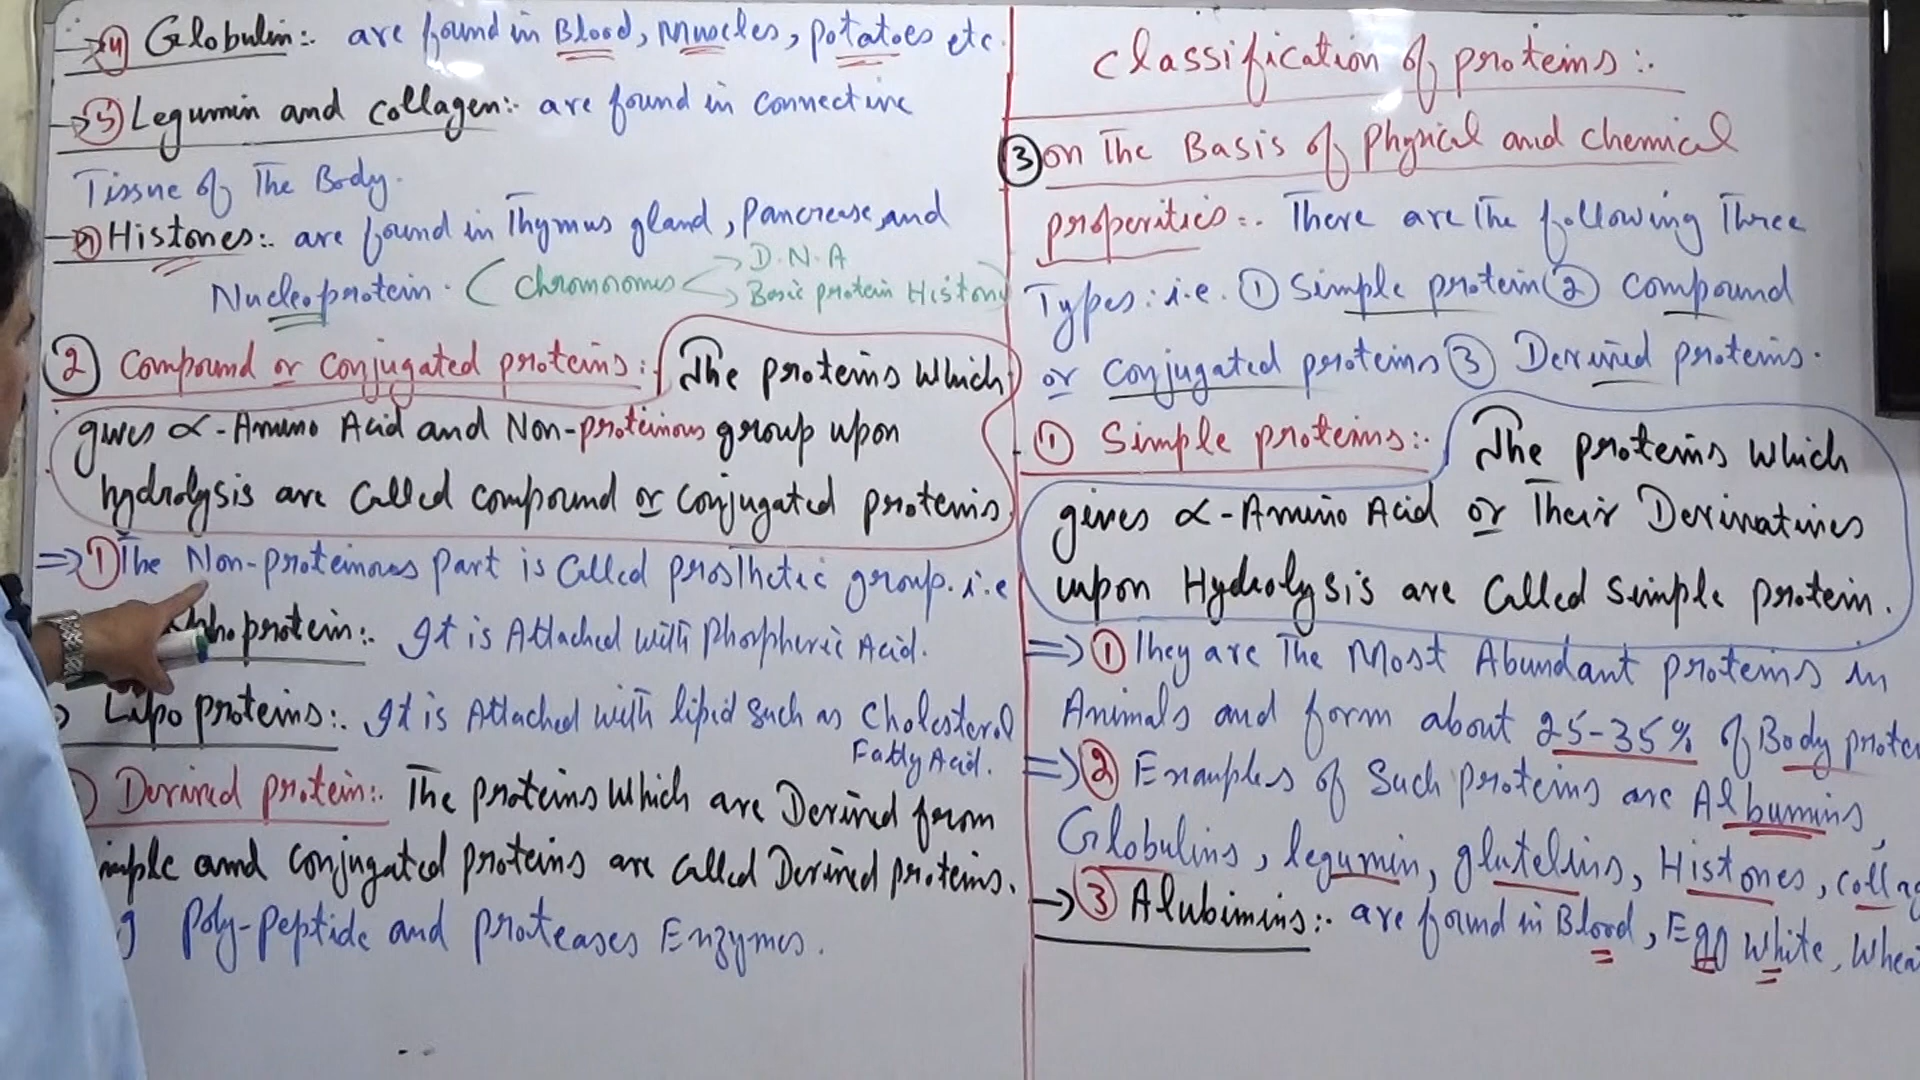 Classification of proteins:.
③ on The Basis of physical and chemical
properities:. There are The following Three
Types: i.e. ① Simple protein ② compound
or conjugated proteins ③ Derived proteins.
① Simple proteins:. The proteins which
gives α-Amino Acid or Their Derivatives
upon Hydrolysis are called simple protein.
⇒ ① They are The Most Abundant proteins in
Animals and form about 25-35% of Body prote
⇒ ② Examples of Such proteins are Albumins,
Globulins, legumin, glutelins, Histones, colla
→ ③ Alubimins:. are found in Blood, Egg white, whea
→ ④ Globulin:. are found in Blood, Muscles, potatoes etc.
→ ⑤ Legumin and collagen:. are found in connective
Tissue of The Body.
Histones:. are found in Thymus gland, pancrease, and
Nucleoprotein. ( chromosomes → D.N.A
→ Basic protein Histon)
② Compound or conjugated proteins: The proteins which
gives α-Amino Acid and Non-proteinous group upon
hydrolysis are called compound or conjugated proteins.
⇒ ① The Non-proteinous part is called prosthetic group. i.e
hoprotein:. It is Attached with phospheric Acid.
Lipo proteins:. It is Attached with lipid such as cholesterol
Fatty Acid.
Derived protein:. The proteins which are Derived from
imple and conjugated proteins are called Derived proteins.
g poly-peptide and proteases Enzymes.